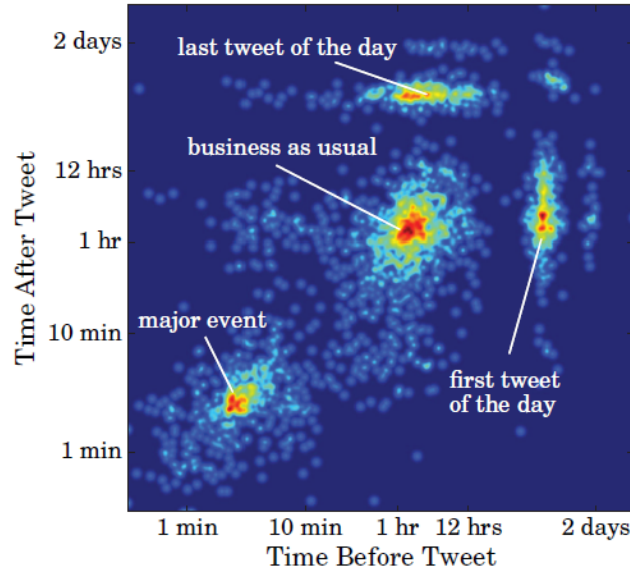 2 days
last tweet of the day
business as usual
12 hrs
1 hr
Time After Tweet
10 min
major event
first tweet
of the day
1 min
1 min
10 min
1 hr
12 hrs
2 days
Time Before Tweet